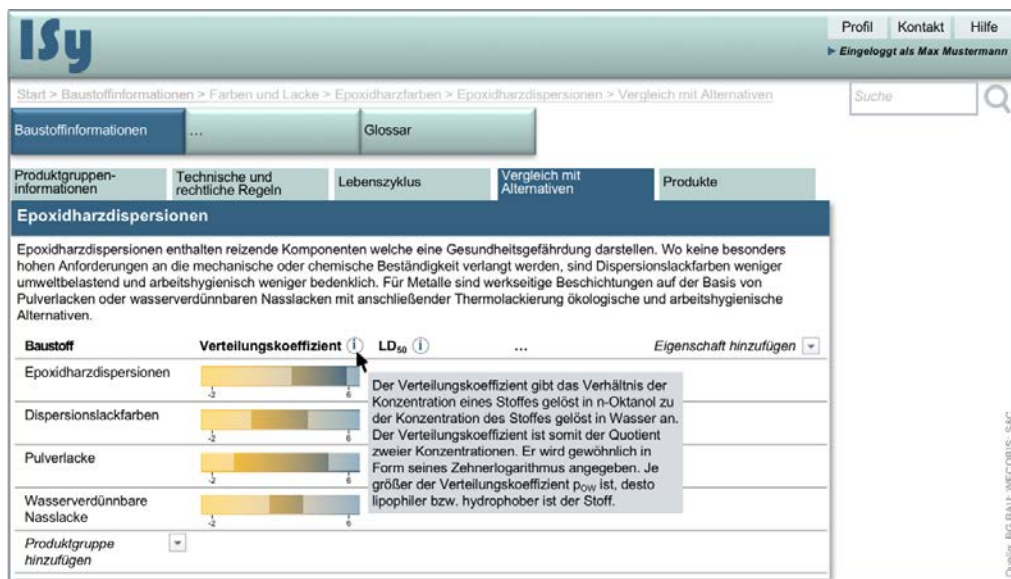 ISy
Profil Kontakt Hilfe
Eingeloggt als Max Mustermann
Start > Baustoffinformationen > Farben und Lacke > Epoxidharzfarben > Epoxidharzdispersionen > Vergleich mit Alternativen
Suche
Baustoffinformationen ... Glossar
Produktgruppen-
informationen
Technische und
rechtliche Regeln
Lebenszyklus
Vergleich mit
Alternativen
Produkte
Epoxidharzdispersionen
Epoxidharzdispersionen enthalten reizende Komponenten welche eine Gesundheitsgefährdung darstellen. Wo keine besonders
hohen Anforderungen an die mechanische oder chemische Beständigkeit verlangt werden, sind Dispersionslackfarben weniger
umweltbelastend und arbeitshygienisch weniger bedenklich. Für Metalle sind werkseitige Beschichtungen auf der Basis von
Pulverlacken oder wasserverdünnbaren Nasslacken mit anschließender Thermolackierung ökologische und arbeitshygienische
Alternativen.
Baustoff Verteilungskoeffizient i LD50 i ... Eigenschaft hinzufügen
Epoxidharzdispersionen
-2 6
Dispersionslackfarben
-2 6
Pulverlacke
-2 6
Wasserverdünnbare
Nasslacke
-2 6
Produktgruppe
hinzufügen
Der Verteilungskoeffizient gibt das Verhältnis der
Konzentration eines Stoffes gelöst in n-Oktanol zu
der Konzentration des Stoffes gelöst in Wasser an.
Der Verteilungskoeffizient ist somit der Quotient
zweier Konzentrationen. Er wird gewöhnlich in
Form seines Zehnerlogarithmus angegeben. Je
größer der Verteilungskoeffizient pOW ist, desto
lipophiler bzw. hydrophober ist der Stoff.
Quelle: BG BAU; WECOBIS; SAC